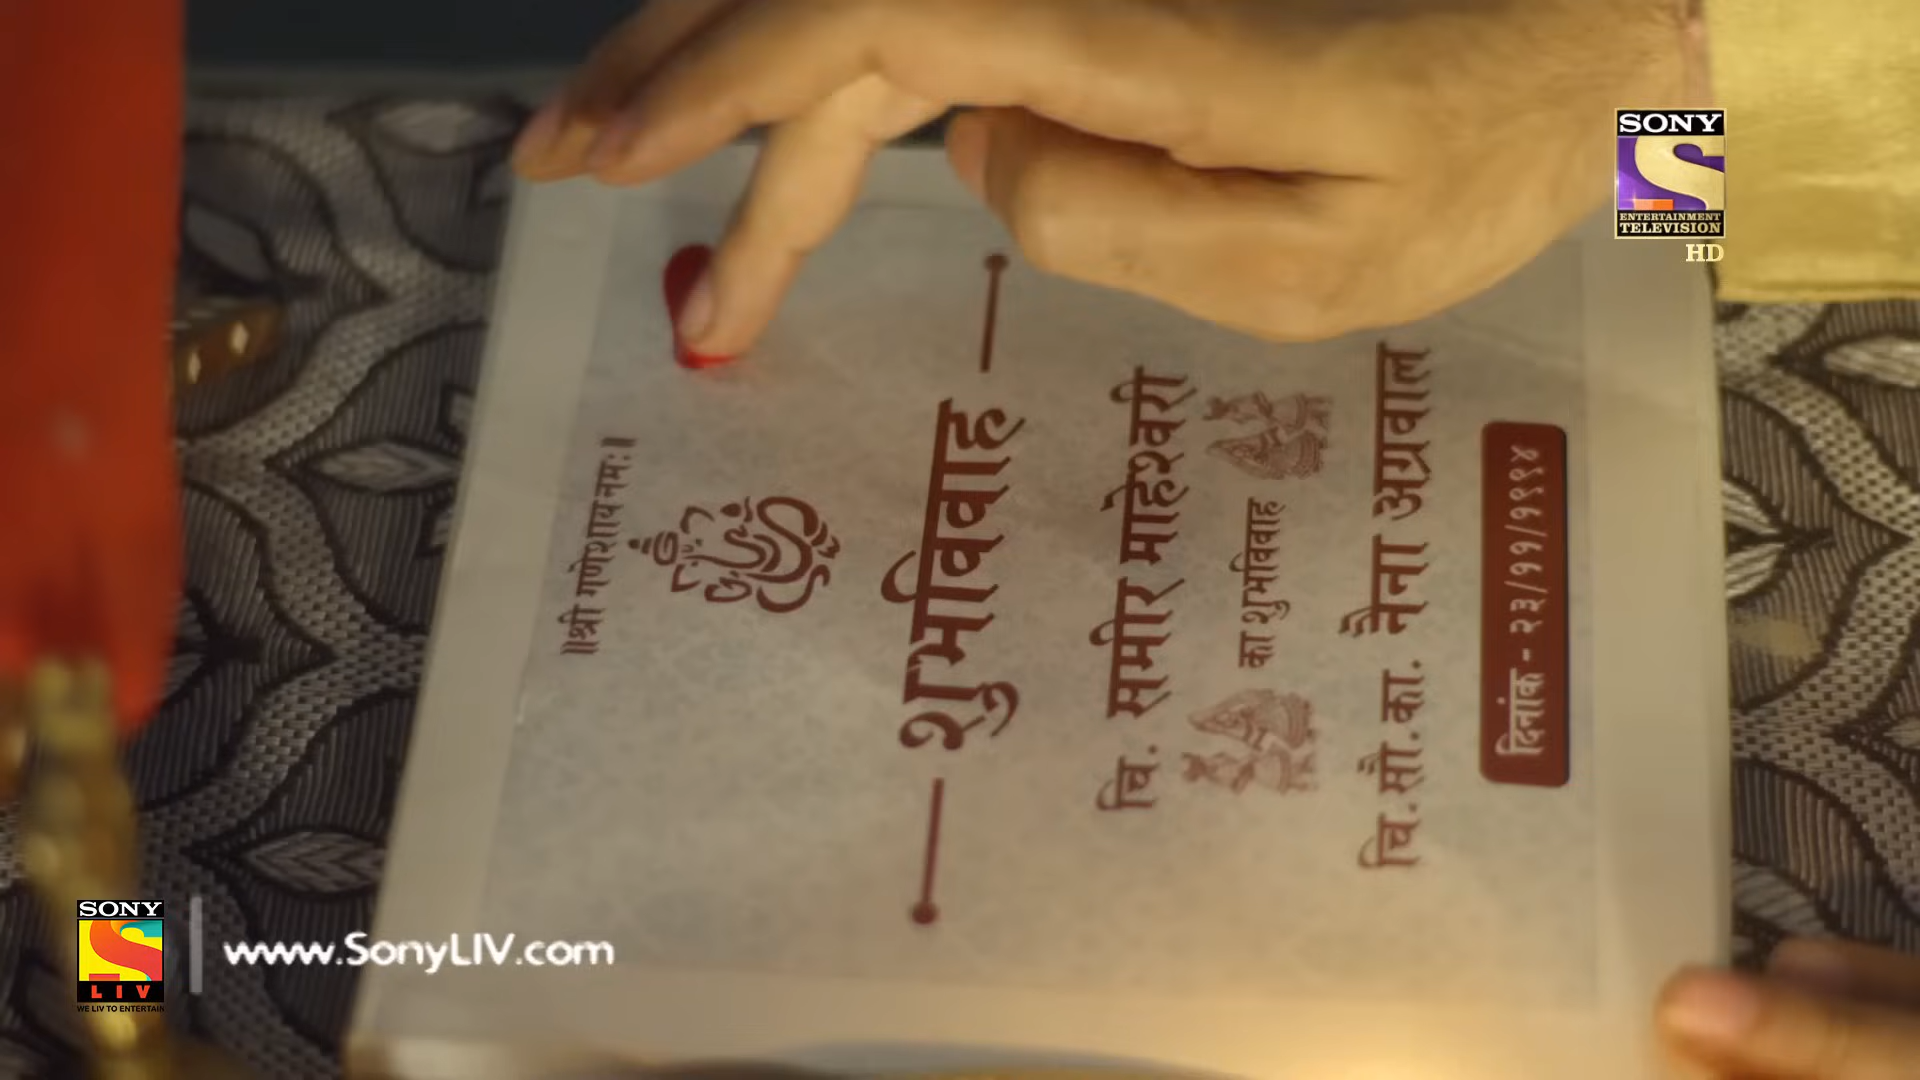 ॥श्री गणेशाय नमः॥
शुभविवाह
चि. समीर माहेश्वरी
का शुभविवाह
चि.सौ.का. नैना अग्रवाल
दिनांक - २३/११/१९९४
SONY
ENTERTAINMENT
TELEVISION
HD
SONY
LIV
WE LIV TO ENTERTAIN
www.SonyLIV.com